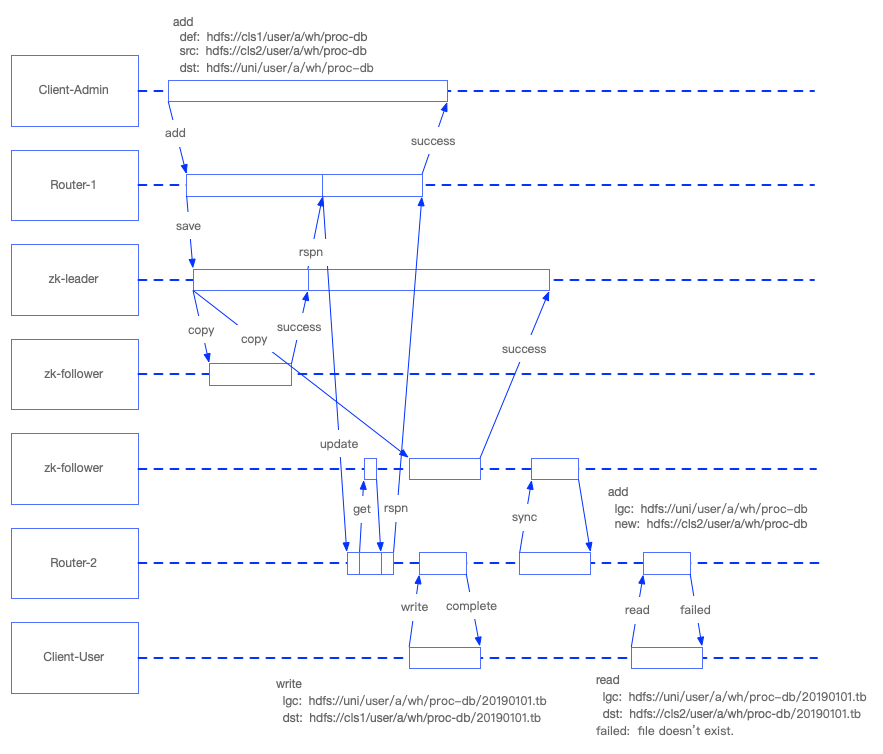 add
def: hdfs://cls1/user/a/wh/proc-db
src: hdfs://cls2/user/a/wh/proc-db
dst: hdfs://uni/user/a/wh/proc-db
Client-Admin
add
success
Router-1
save
rspn
zk-leader
copy
copy
success
success
zk-follower
update
zk-follower
get
rspn
sync
add
lgc: hdfs://uni/user/a/wh/proc-db
new: hdfs://cls2/user/a/wh/proc-db
Router-2
write
complete
read
failed
Client-User
write
lgc: hdfs://uni/user/a/wh/proc-db/20190101.tb
dst: hdfs://cls1/user/a/wh/proc-db/20190101.tb
read
lgc: hdfs://uni/user/a/wh/proc-db/20190101.tb
dst: hdfs://cls2/user/a/wh/proc-db/20190101.tb
failed: file doesn't exist.